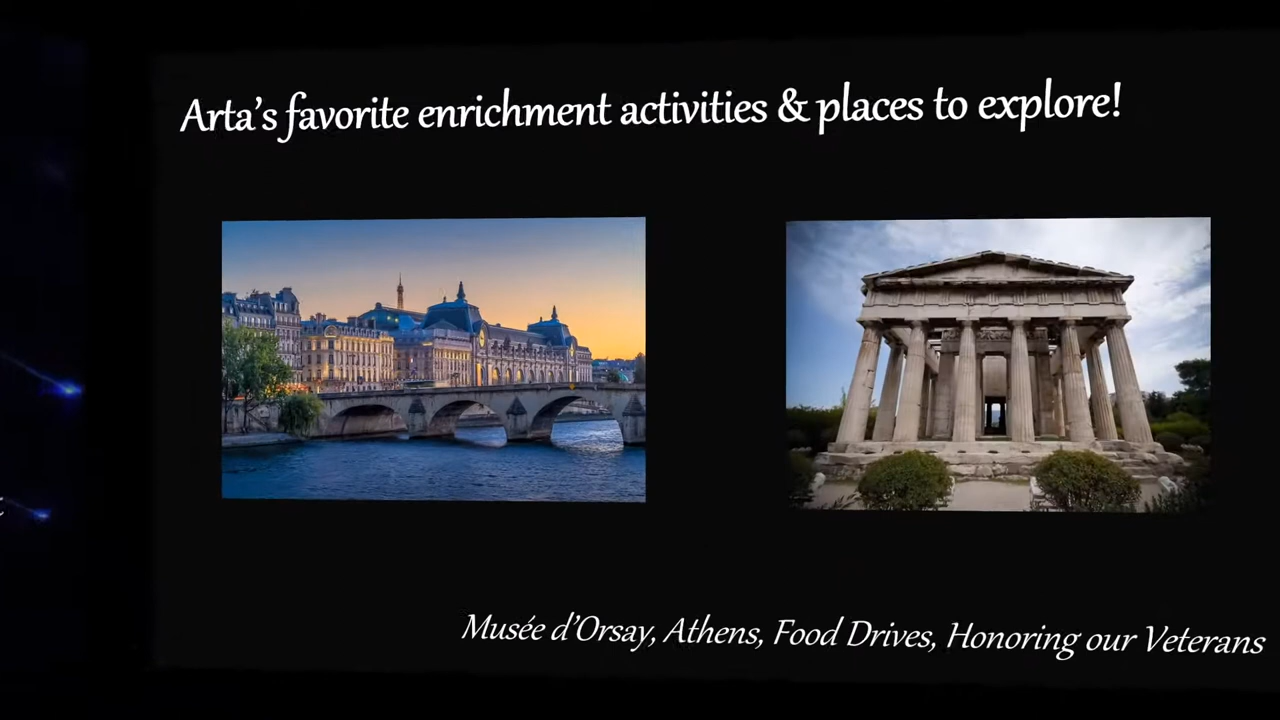 Arta's favorite enrichment activities & places to explore!
Musée d'Orsay, Athens, Food Drives, Honoring our Veterans